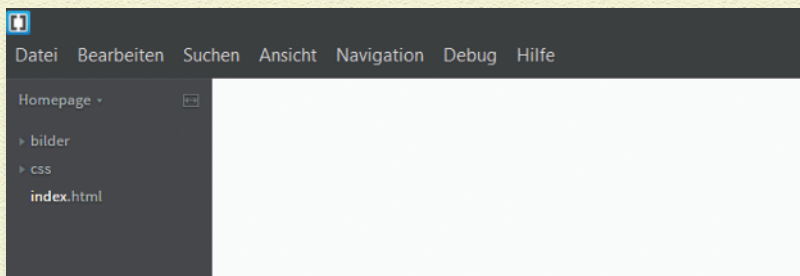 Datei Bearbeiten Suchen Ansicht Navigation Debug Hilfe
Homepage
bilder
css
index.html